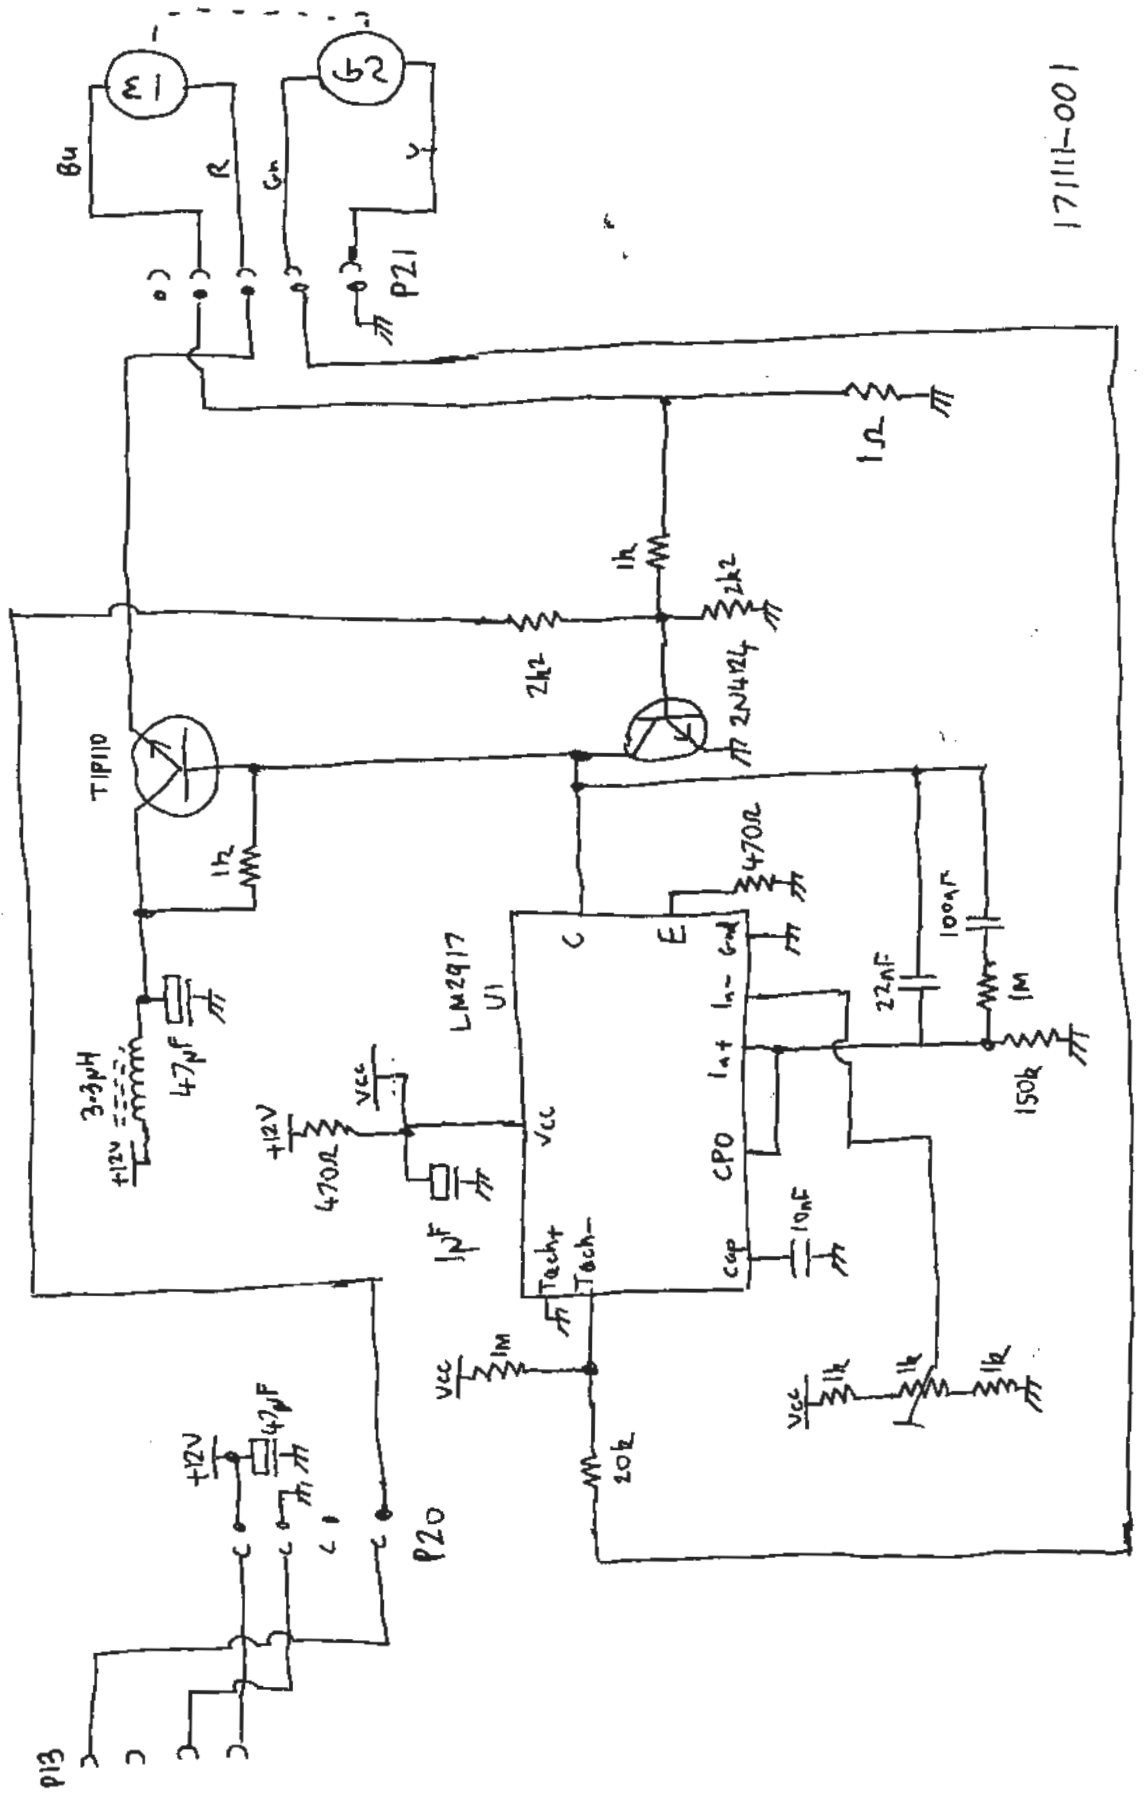 P13
P20
+12V
47µF
+12V
3.3µH
47µF
1k
TIP110
Bu
M
R
Gn
tg
Y
P21
+12V
470Ω
Vcc
1µF
LM2917
U1
Vcc
C
E
Gnd
In-
In+
CPO
Cap
Tach+
Tach-
Vcc
1M
20k
10nF
Vcc
1k
1k
1k
470Ω
22nF
100nF
1M
150k
2k2
1k
2k2
2N4124
1Ω
171111-001